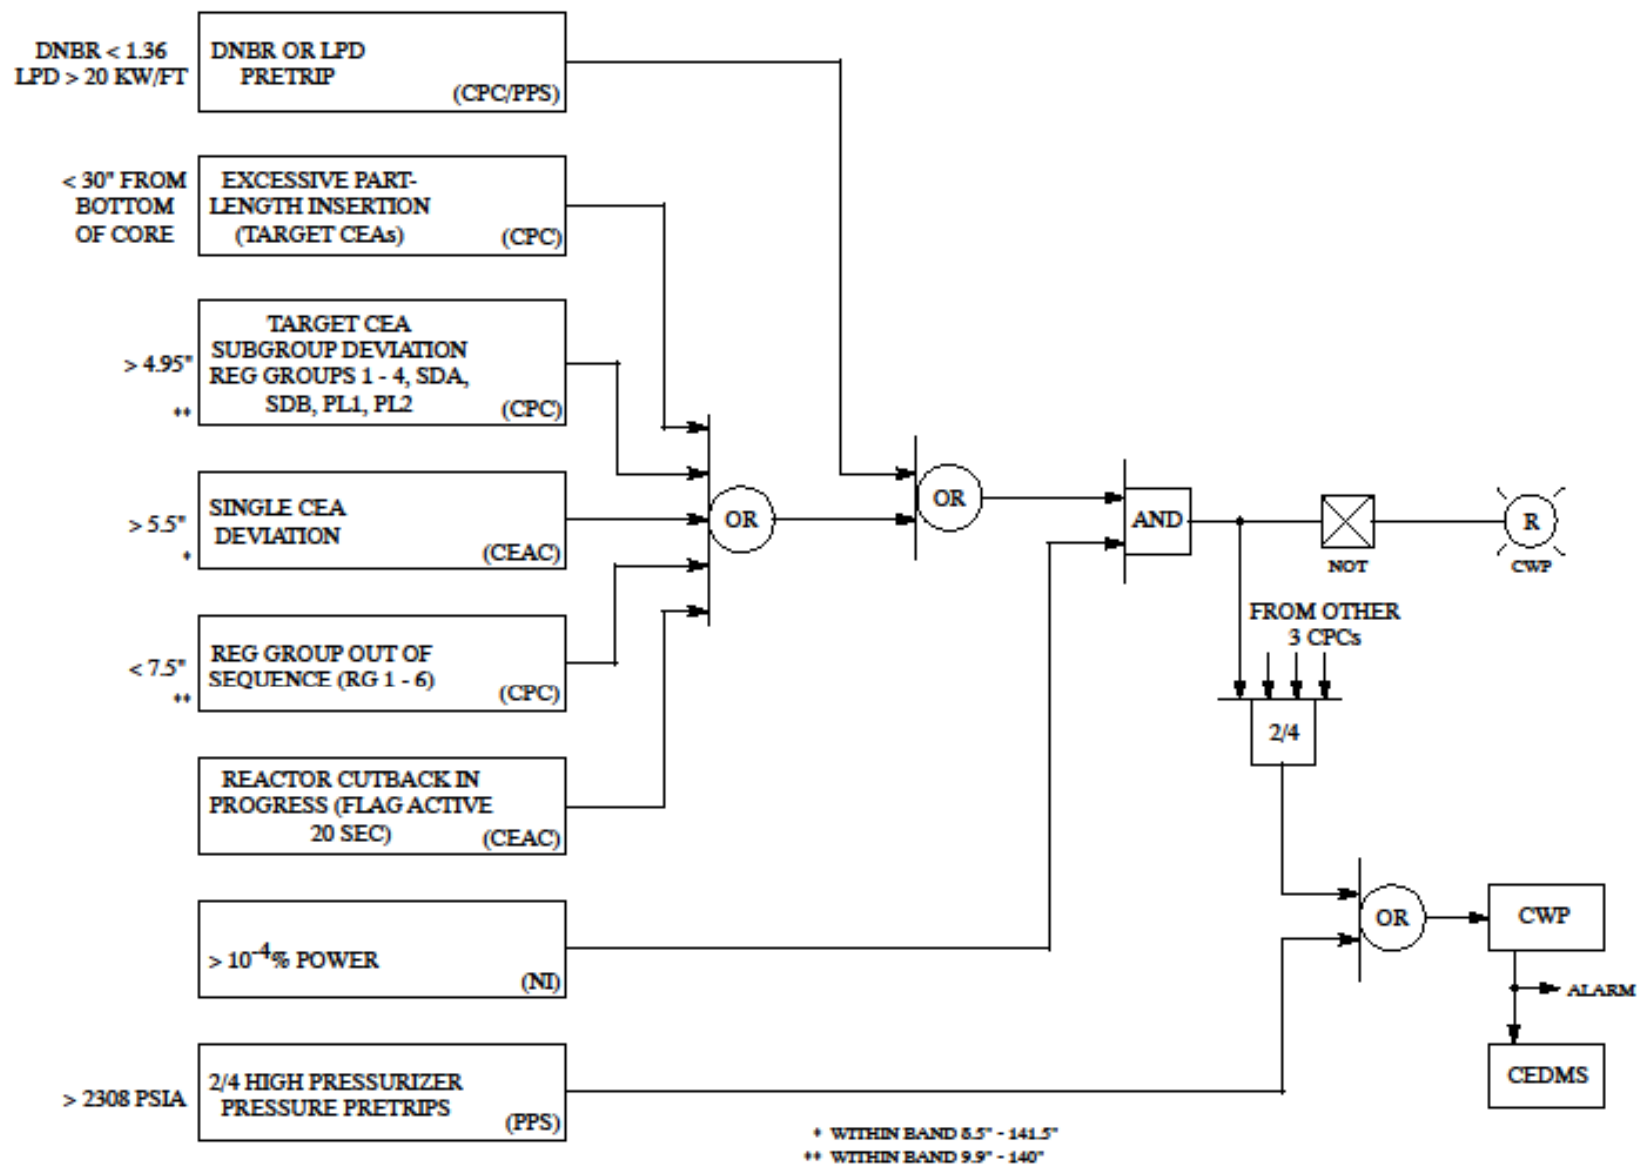 DNBR < 1.36
LPD > 20 KW/FT
DNBR OR LPD
PRETRIP
(CPC/PPS)
< 30" FROM
BOTTOM
OF CORE
EXCESSIVE PART-
LENGTH INSERTION
(TARGET CEAs)
(CPC)
> 4.95"
**
TARGET CEA
SUBGROUP DEVIATION
REG GROUPS 1 - 4, SDA,
SDB, PL1, PL2
(CPC)
> 5.5"
*
SINGLE CEA
DEVIATION
(CEAC)
< 7.5"
**
REG GROUP OUT OF
SEQUENCE (RG 1 - 6)
(CPC)
REACTOR CUTBACK IN
PROGRESS (FLAG ACTIVE
20 SEC)
(CEAC)
> 10-4% POWER
(NI)
> 2308 PSIA
2/4 HIGH PRESSURIZER
PRESSURE PRETRIPS
(PPS)
OR
OR
AND
NOT
R
CWP
FROM OTHER
3 CPCs
2/4
OR
CWP
ALARM
CEDMS
* WITHIN BAND 8.5" - 141.5"
** WITHIN BAND 9.9" - 140"